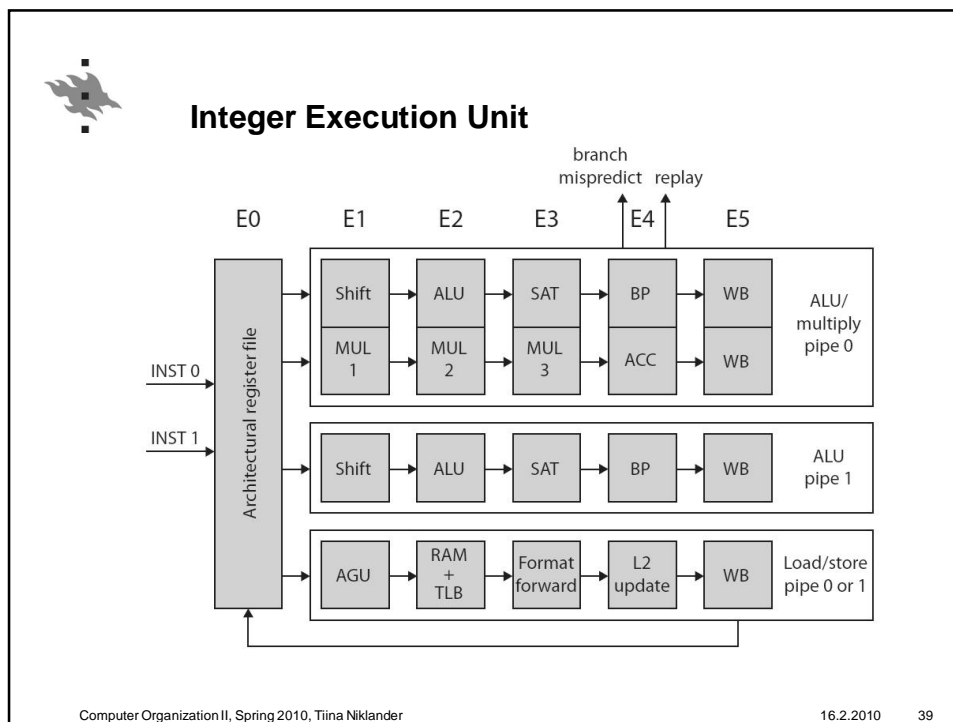 Integer Execution Unit
branch
mispredict replay
E0 E1 E2 E3 E4 E5
Shift ALU SAT BP WB
ALU/
multiply
pipe 0
MUL
1
MUL
2
MUL
3
ACC WB
INST 0
INST 1
Architectural register file
Shift ALU SAT BP WB
ALU
pipe 1
AGU
RAM
+
TLB
Format
forward
L2
update
WB
Load/store
pipe 0 or 1
Computer Organization II, Spring 2010, Tiina Niklander 16.2.2010 39